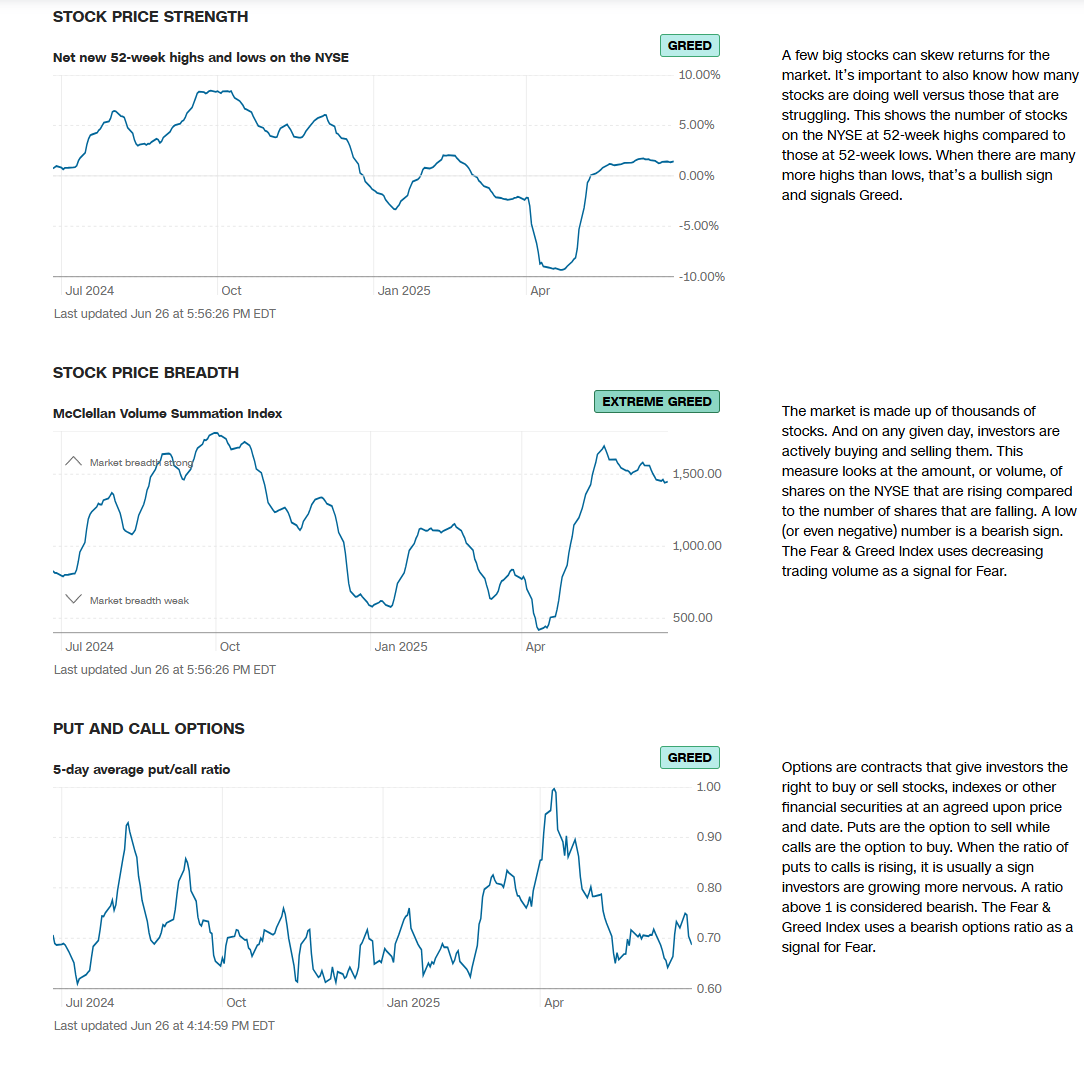 STOCK PRICE STRENGTH
GREED
Net new 52-week highs and lows on the NYSE
10.00%
5.00%
0.00%
-5.00%
-10.00%
Jul 2024 Oct Jan 2025 Apr
Last updated Jun 26 at 5:56:26 PM EDT
A few big stocks can skew returns for the
market. It's important to also know how many
stocks are doing well versus those that are
struggling. This shows the number of stocks
on the NYSE at 52-week highs compared to
those at 52-week lows. When there are many
more highs than lows, that's a bullish sign
and signals Greed.
STOCK PRICE BREADTH
EXTREME GREED
McClellan Volume Summation Index
Market breadth strong
1,500.00
1,000.00
Market breadth weak
500.00
Jul 2024 Oct Jan 2025 Apr
Last updated Jun 26 at 5:56:26 PM EDT
The market is made up of thousands of
stocks. And on any given day, investors are
actively buying and selling them. This
measure looks at the amount, or volume, of
shares on the NYSE that are rising compared
to the number of shares that are falling. A low
(or even negative) number is a bearish sign.
The Fear & Greed Index uses decreasing
trading volume as a signal for Fear.
PUT AND CALL OPTIONS
GREED
5-day average put/call ratio
1.00
0.90
0.80
0.70
0.60
Jul 2024 Oct Jan 2025 Apr
Last updated Jun 26 at 4:14:59 PM EDT
Options are contracts that give investors the
right to buy or sell stocks, indexes or other
financial securities at an agreed upon price
and date. Puts are the option to sell while
calls are the option to buy. When the ratio of
puts to calls is rising, it is usually a sign
investors are growing more nervous. A ratio
above 1 is considered bearish. The Fear &
Greed Index uses a bearish options ratio as a
signal for Fear.